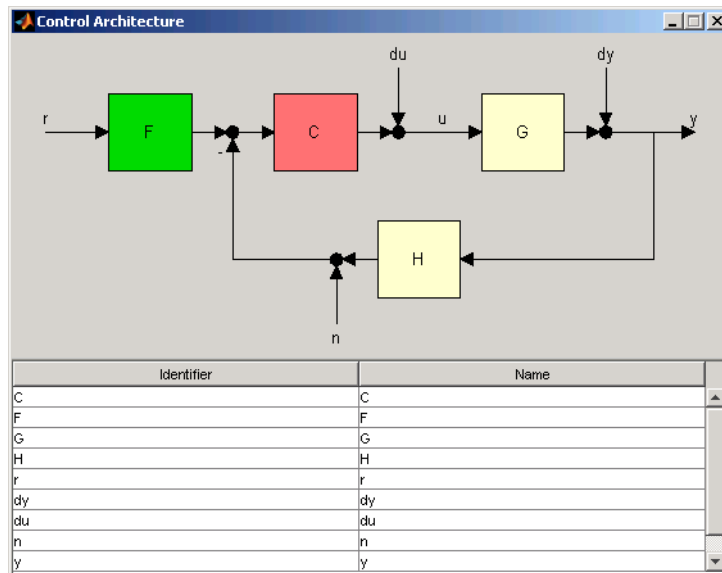 Control Architecture
du
dy
r
F
-
C
u
G
y
H
n
Identifier Name
C C
F F
G G
H H
r r
dy dy
du du
n n
y y